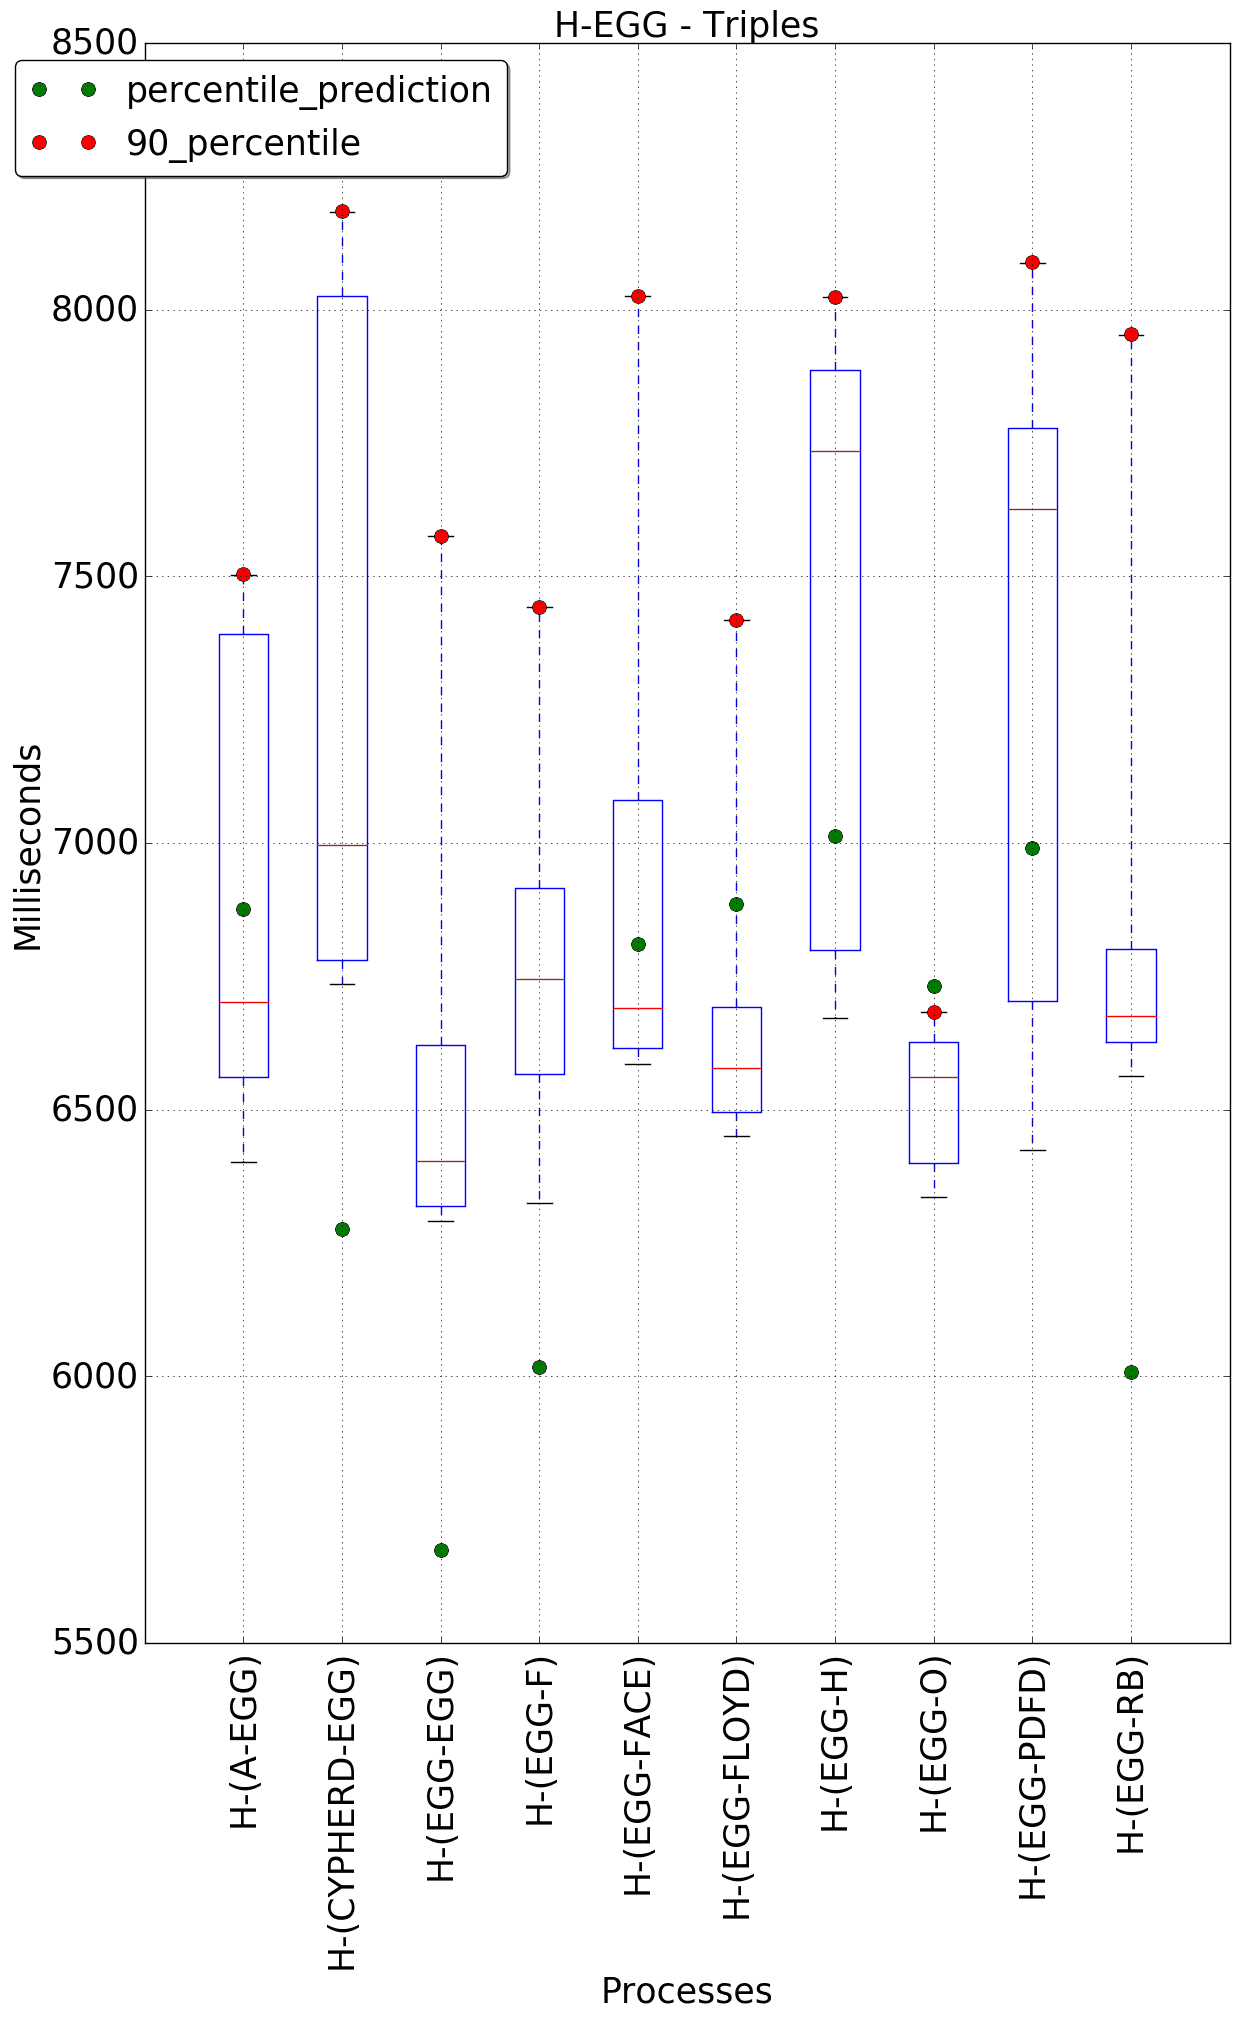 H-EGG - Triples
percentile_prediction
90_percentile
8500
8000
7500
7000
6500
6000
5500
Milliseconds
H-(A-EGG)
H-(CYPHERD-EGG)
H-(EGG-EGG)
H-(EGG-F)
H-(EGG-FACE)
H-(EGG-FLOYD)
H-(EGG-H)
H-(EGG-O)
H-(EGG-PDFD)
H-(EGG-RB)
Processes